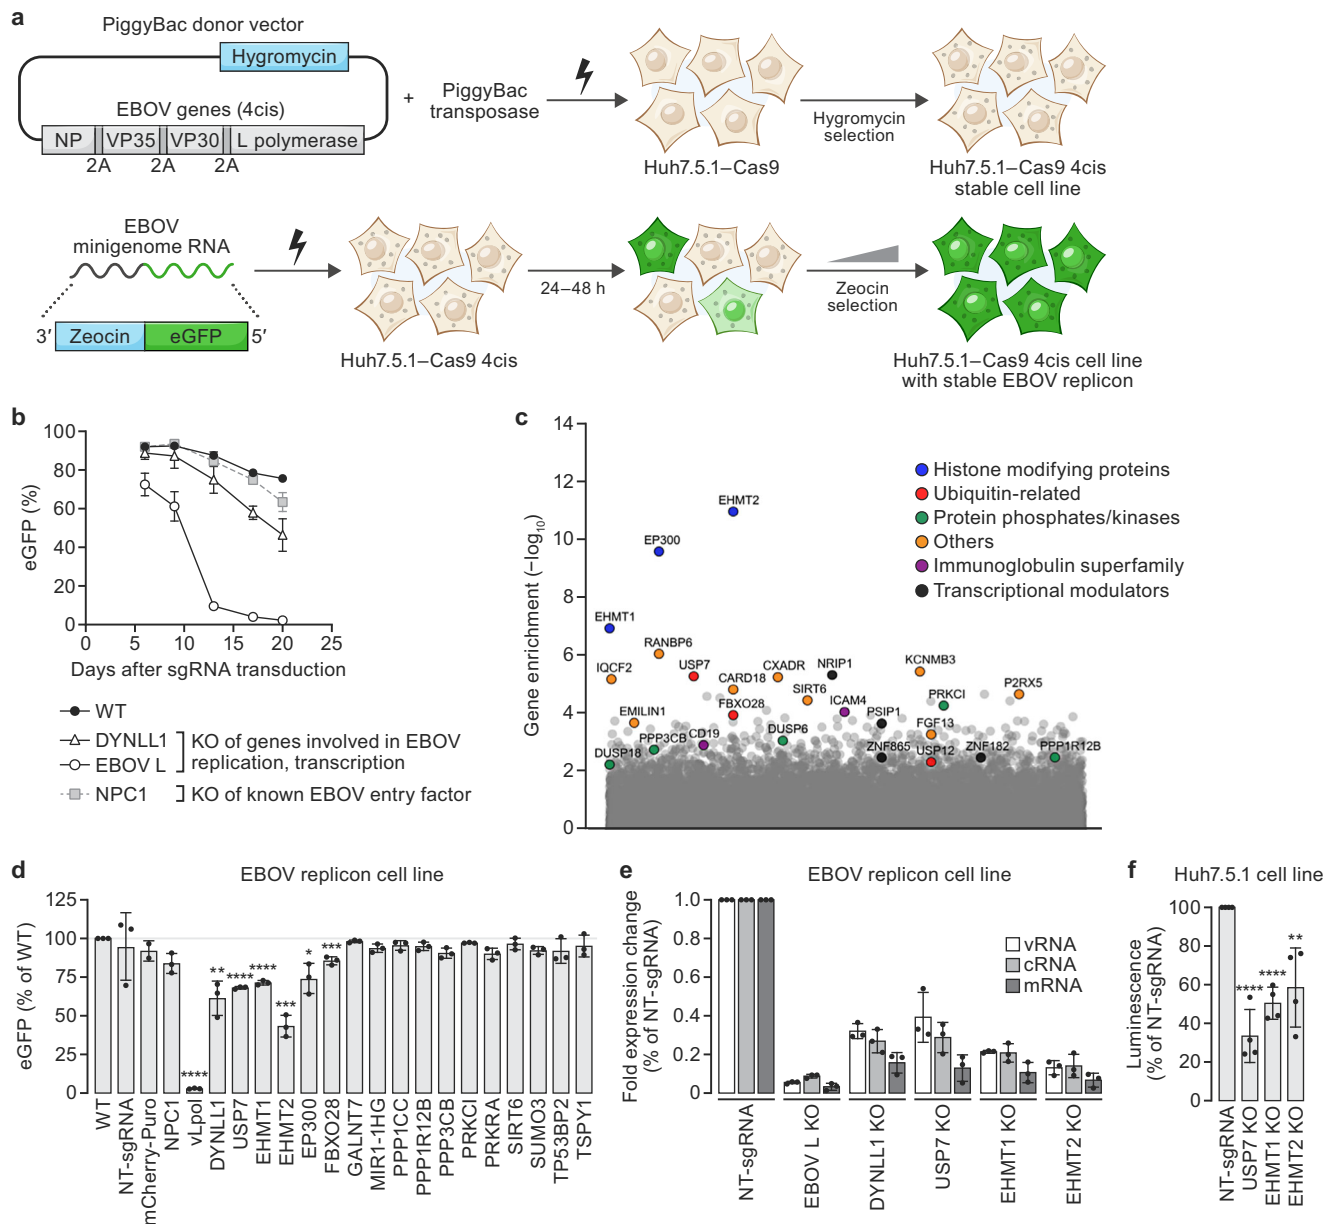 a
PiggyBac donor vector
Hygromycin
EBOV genes (4cis)
NP VP35 VP30 L polymerase
2A 2A 2A
+
PiggyBac
transposase
Huh7.5.1–Cas9
Hygromycin
selection
Huh7.5.1–Cas9 4cis
stable cell line
EBOV
minigenome RNA
3′ Zeocin eGFP 5′
Huh7.5.1–Cas9 4cis
24–48 h
Zeocin
selection
Huh7.5.1–Cas9 4cis cell line
with stable EBOV replicon
b
eGFP (%)
100
80
60
40
20
0
0 5 10 15 20 25
Days after sgRNA transduction
WT
DYNLL1
EBOV L
KO of genes involved in EBOV
replication, transcription
NPC1
KO of known EBOV entry factor
c
Gene enrichment (−log10)
14
12
10
8
6
4
2
0
Histone modifying proteins
Ubiquitin-related
Protein phosphates/kinases
Others
Immunoglobulin superfamily
Transcriptional modulators
EHMT2
EP300
EHMT1
RANBP6
IQCF2
USP7
CARD18
CXADR
NRIP1
KCNMB3
P2RX5
SIRT6
PRKCI
EMILIN1
FBXO28
ICAM4
PSIP1
FGF13
PPP3CB
CD19
DUSP6
DUSP18
ZNF865
USP12
ZNF182
PPP1R12B
d
EBOV replicon cell line
eGFP (% of WT)
125
100
75
50
25
0
****
**
****
****
***
*
***
WT
NT-sgRNA
mCherry-Puro
NPC1
vLpol
DYNLL1
USP7
EHMT1
EHMT2
EP300
FBXO28
GALNT7
MIR1-1HG
PPP1CC
PPP1R12B
PPP3CB
PRKCI
PRKRA
SIRT6
SUMO3
TP53BP2
TSPY1
e
EBOV replicon cell line
Fold expression change
(% of NT-sgRNA)
1.0
0.8
0.6
0.4
0.2
0
vRNA
cRNA
mRNA
NT-sgRNA
EBOV L KO
DYNLL1 KO
USP7 KO
EHMT1 KO
EHMT2 KO
f
Huh7.5.1 cell line
Luminescence
(% of NT-sgRNA)
100
80
60
40
20
0
****
****
**
NT-sgRNA
USP7 KO
EHMT1 KO
EHMT2 KO